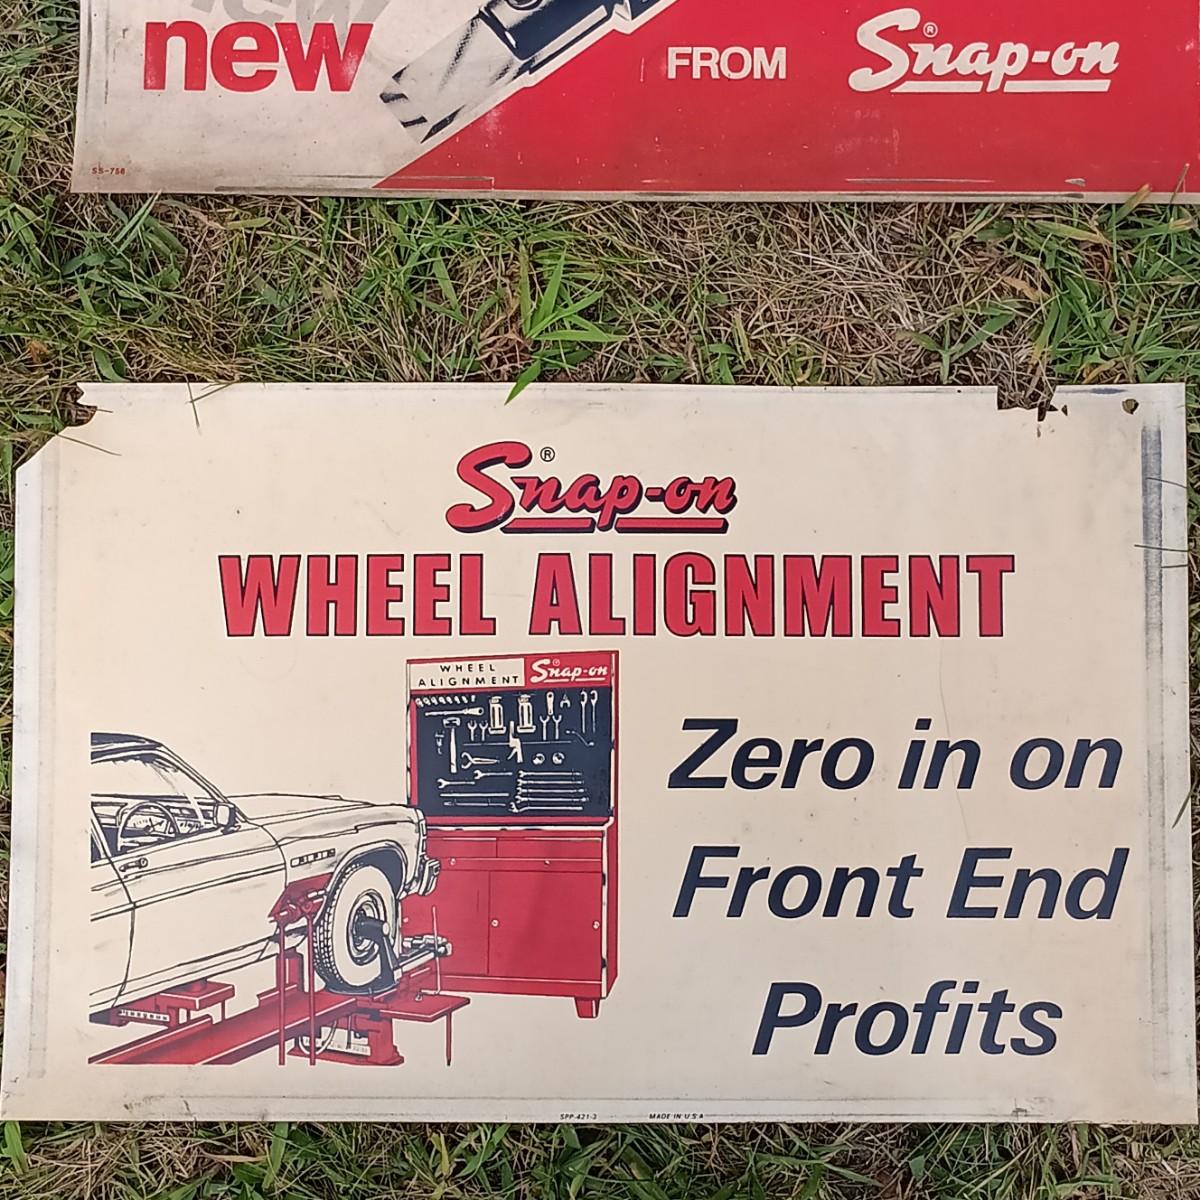 new
new
FROM Snap-on®
SS-756
Snap-on®
WHEEL ALIGNMENT
WHEEL
ALIGNMENT
Snap-on®
Zero in on
Front End
Profits
SPP-421-3 MADE IN U.S.A